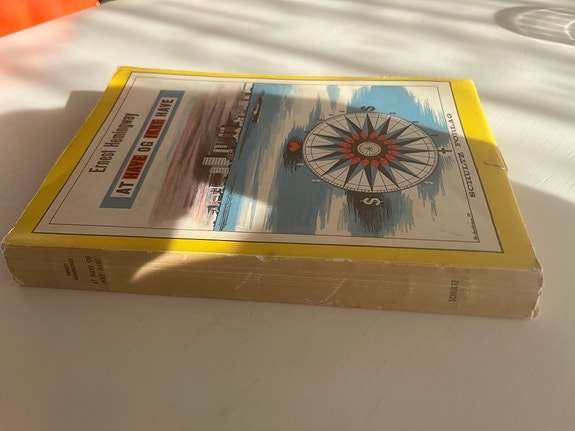 Ernest Hemingway
AT HAVE OG IKKE HAVE
$
$
SCHULTZ FORLAG
ERNEST
HEMINGWAY
AT HAVE OG
IKKE HAVE
SCHULTZ